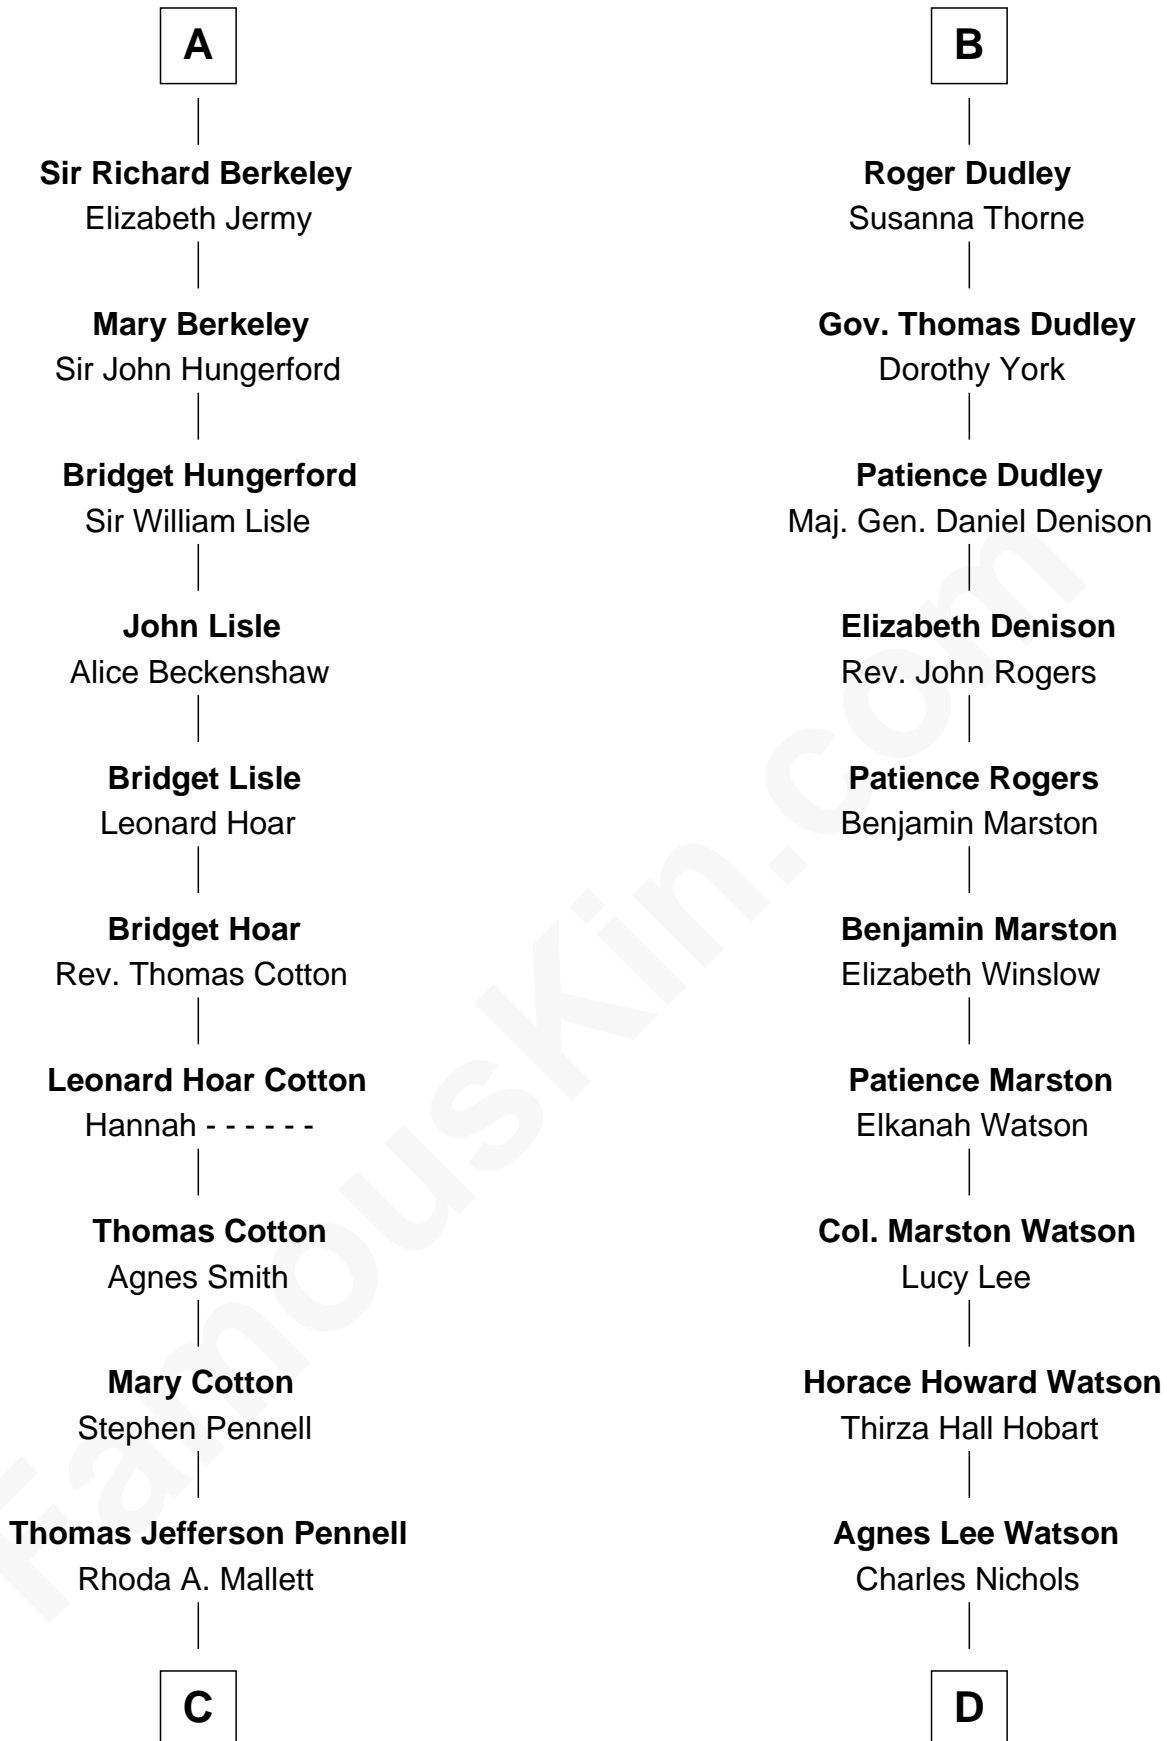 A
Sir Richard Berkeley
Elizabeth Jermy
Mary Berkeley
Sir John Hungerford
Bridget Hungerford
Sir William Lisle
John Lisle
Alice Beckenshaw
Bridget Lisle
Leonard Hoar
Bridget Hoar
Rev. Thomas Cotton
Leonard Hoar Cotton
Hannah - - - - - -
Thomas Cotton
Agnes Smith
Mary Cotton
Stephen Pennell
Thomas Jefferson Pennell
Rhoda A. Mallett
C
B
Roger Dudley
Susanna Thorne
Gov. Thomas Dudley
Dorothy York
Patience Dudley
Maj. Gen. Daniel Denison
Elizabeth Denison
Rev. John Rogers
Patience Rogers
Benjamin Marston
Benjamin Marston
Elizabeth Winslow
Patience Marston
Elkanah Watson
Col. Marston Watson
Lucy Lee
Horace Howard Watson
Thirza Hall Hobart
Agnes Lee Watson
Charles Nichols
D
FamousKin.com